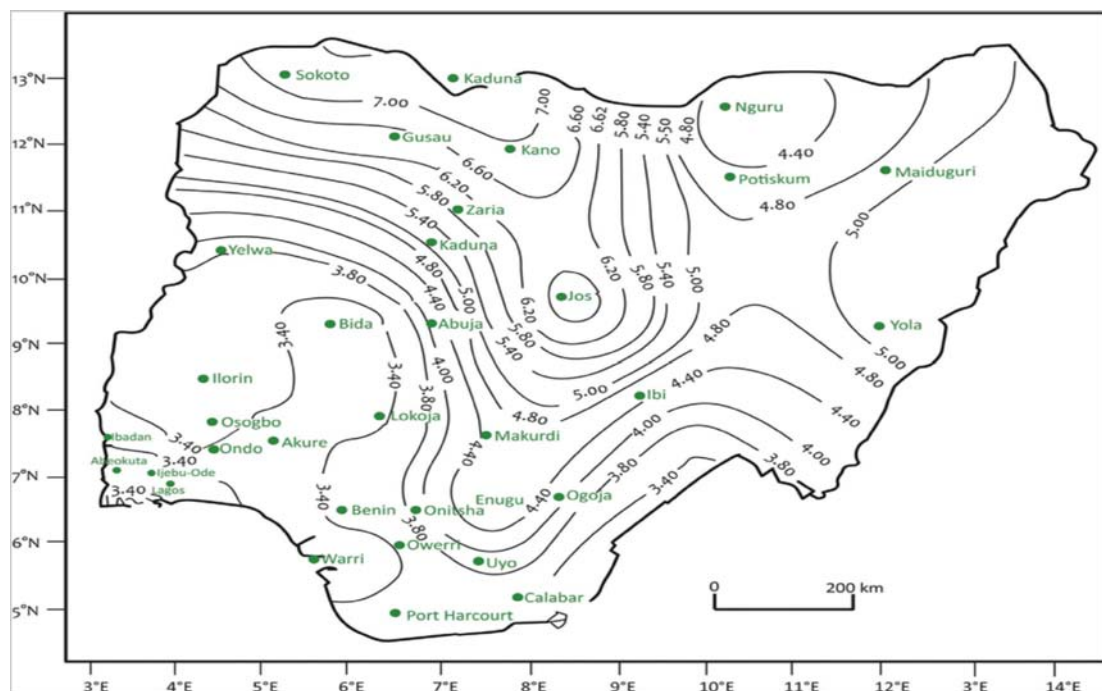 13°N
12°N
11°N
10°N
9°N
8°N
7°N
6°N
5°N
Sokoto
Kaduna
Nguru
7.00
7.00
6.60
6.62
5.80
5.40
5.50
4.80
Gusau
Kano
4.40
6.60
Potiskum
Maiduguri
6.20
5.80
Zaria
4.80
5.40
Kaduna
5.00
Yelwa
4.80
3.80
5.00
4.40
6.20
6.20
5.80
5.40
5.00
Jos
Bida
Abuja
5.80
4.80
Yola
3.40
4.00
5.40
5.00
Ilorin
3.40
3.80
5.00
4.80
4.40
4.80
Ibi
Lokoja
4.80
4.40
Osogbo
Makurdi
4.00
Ibadan
3.40
Akure
Ondo
4.40
3.80
4.00
3.80
Abeokuta
3.40
Ijebu-Ode
3.40
3.40
Lagos
3.40
Enugu
4.40
Ogoja
Benin
Onitsha
3.80
Owerri
Warri
Uyo
Calabar
Port Harcourt
0
200 km
3°E
4°E
5°E
6°E
7°E
8°E
9°E
10°E
11°E
12°E
13°E
14°E